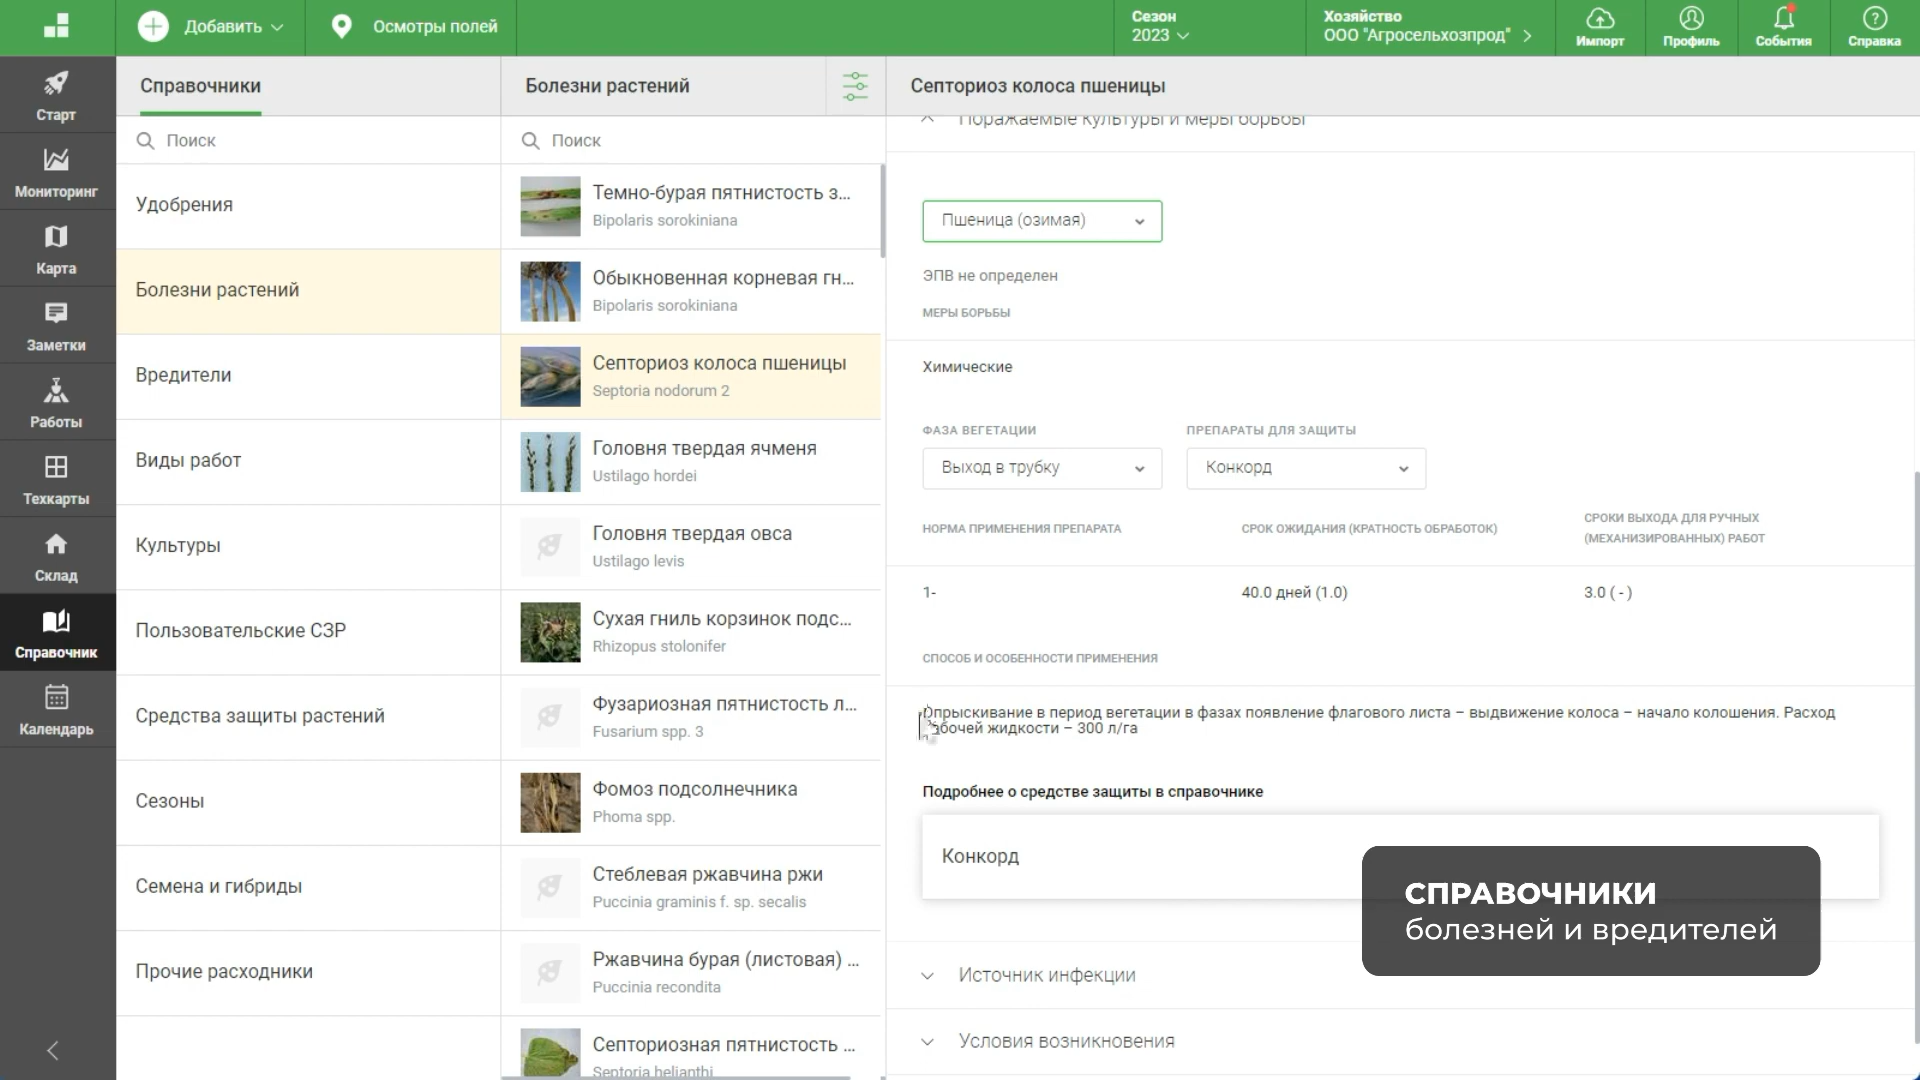 Добавить
Осмотры полей
Сезон
2023
Хозяйство
ООО "Агросельхозпрод"
Импорт
Профиль
События
Справка
Старт
Мониторинг
Карта
Заметки
Работы
Техкарты
Склад
Справочник
Календарь
Справочники
Поиск
Удобрения
Болезни растений
Вредители
Виды работ
Культуры
Пользовательские СЗР
Средства защиты растений
Сезоны
Семена и гибриды
Прочие расходники
Болезни растений
Поиск
Темно-бурая пятнистость з...
Bipolaris sorokiniana
Обыкновенная корневая гн...
Bipolaris sorokiniana
Септориоз колоса пшеницы
Septoria nodorum 2
Головня твердая ячменя
Ustilago hordei
Головня твердая овса
Ustilago levis
Сухая гниль корзинок подс...
Rhizopus stolonifer
Фузариозная пятнистость л...
Fusarium spp. 3
Фомоз подсолнечника
Phoma spp.
Стеблевая ржавчина ржи
Puccinia graminis f. sp. secalis
Ржавчина бурая (листовая) ...
Puccinia recondita
Септориозная пятнистость ...
Septoria helianthi
Септориоз колоса пшеницы
Поражаемые культуры и меры борьбы
Пшеница (озимая)
ЭПВ не определен
МЕРЫ БОРЬБЫ
Химические
ФАЗА ВЕГЕТАЦИИ
ПРЕПАРАТЫ ДЛЯ ЗАЩИТЫ
Выход в трубку
Конкорд
НОРМА ПРИМЕНЕНИЯ ПРЕПАРАТА
СРОК ОЖИДАНИЯ (КРАТНОСТЬ ОБРАБОТОК)
СРОКИ ВЫХОДА ДЛЯ РУЧНЫХ
(МЕХАНИЗИРОВАННЫХ) РАБОТ
1-
40.0 дней (1.0)
3.0 ( - )
СПОСОБ И ОСОБЕННОСТИ ПРИМЕНЕНИЯ
Опрыскивание в период вегетации в фазах появление флагового листа – выдвижение колоса – начало колошения. Расход
рабочей жидкости – 300 л/га
Подробнее о средстве защиты в справочнике
Конкорд
СПРАВОЧНИКИ
болезней и вредителей
Источник инфекции
Условия возникновения